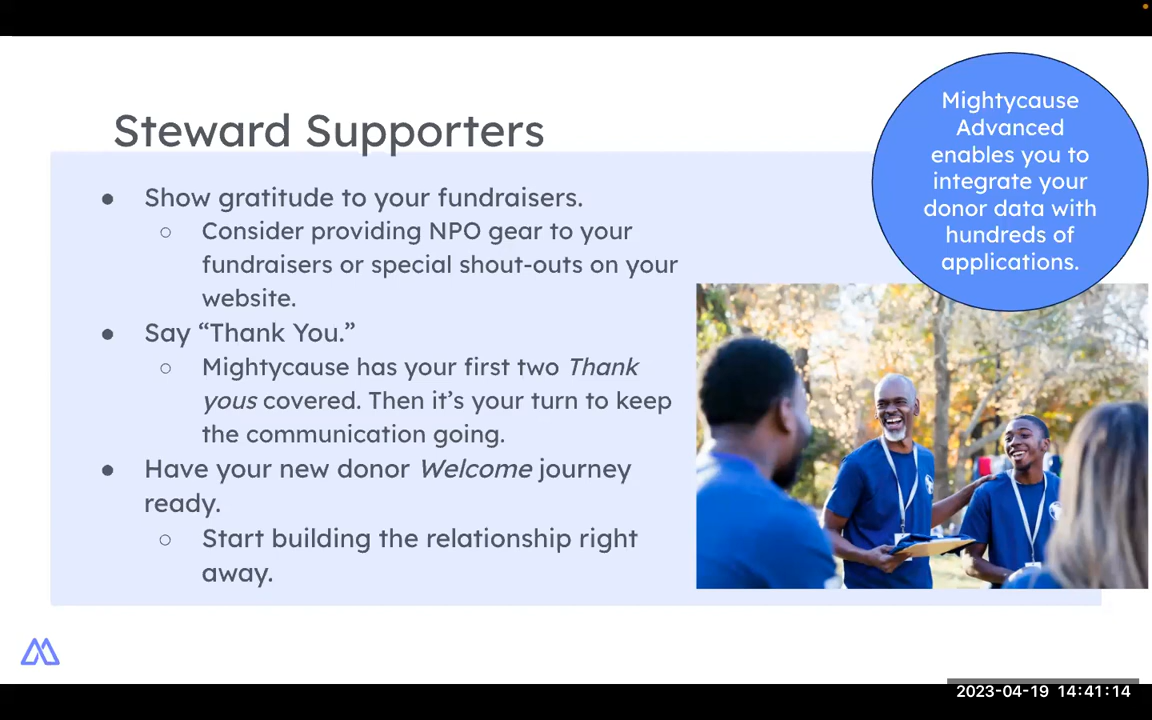 Steward Supporters
● Show gratitude to your fundraisers.
○ Consider providing NPO gear to your
fundraisers or special shout-outs on your
website.
● Say “Thank You.”
○ Mightycause has your first two Thank
yous covered. Then it’s your turn to keep
the communication going.
● Have your new donor Welcome journey
ready.
○ Start building the relationship right
away.
Mightycause
Advanced
enables you to
integrate your
donor data with
hundreds of
applications.
2023-04-19 14:41:14